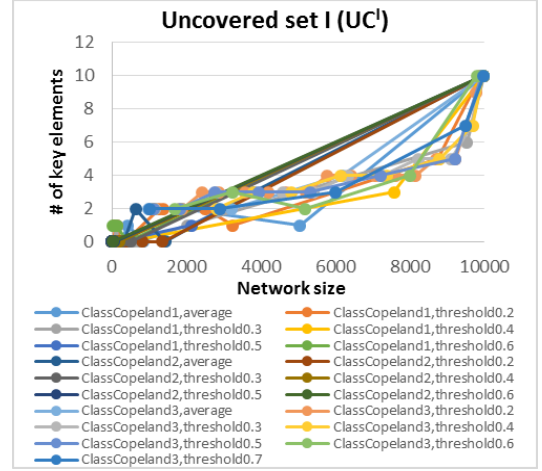 Uncovered set I (UCᴵ)
12
10
8
6
4
2
0
# of key elements
0 2000 4000 6000 8000 10000
Network size
ClassCopeland1,average ClassCopeland1,threshold0.2
ClassCopeland1,threshold0.3 ClassCopeland1,threshold0.4
ClassCopeland1,threshold0.5 ClassCopeland1,threshold0.6
ClassCopeland2,average ClassCopeland2,threshold0.2
ClassCopeland2,threshold0.3 ClassCopeland2,threshold0.4
ClassCopeland2,threshold0.5 ClassCopeland2,threshold0.6
ClassCopeland3,average ClassCopeland3,threshold0.2
ClassCopeland3,threshold0.3 ClassCopeland3,threshold0.4
ClassCopeland3,threshold0.5 ClassCopeland3,threshold0.6
ClassCopeland3,threshold0.7